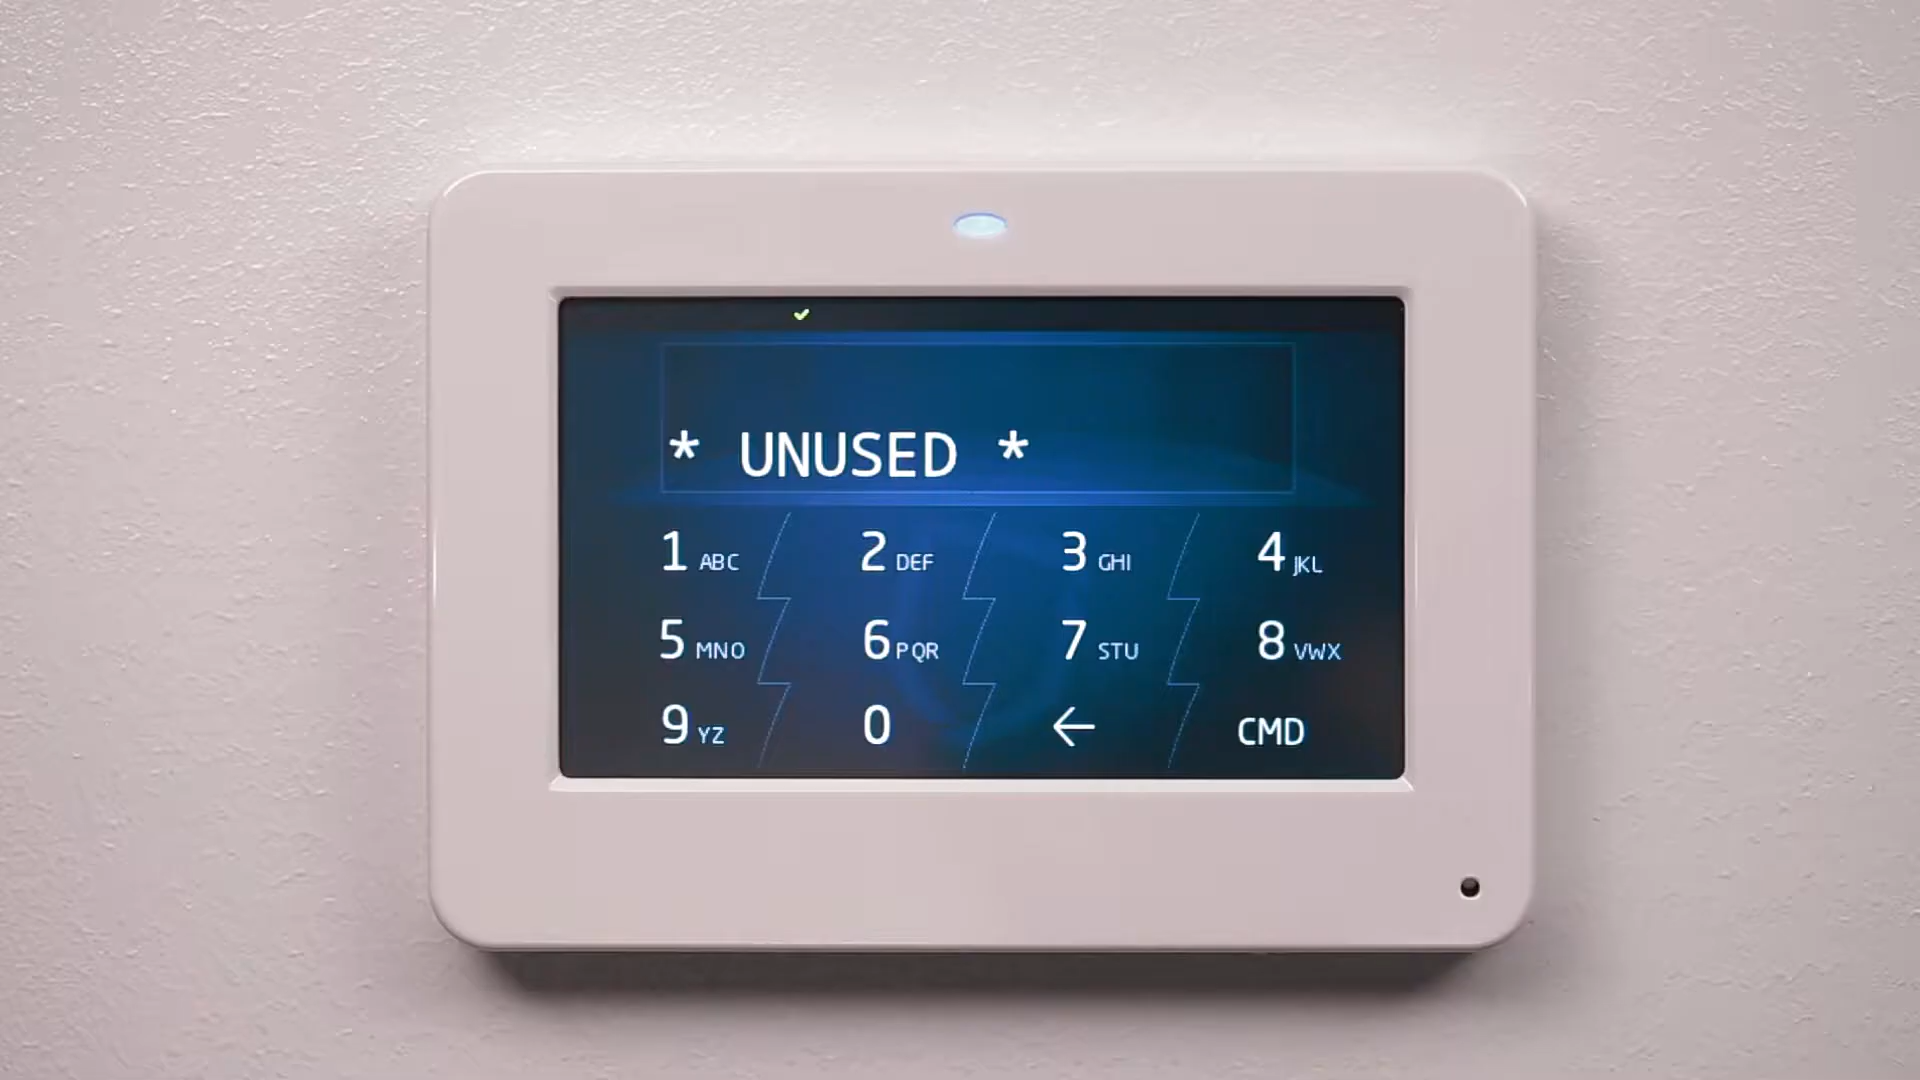 * UNUSED *
1 ABC 2 DEF 3 GHI 4 JKL
5 MNO 6 PQR 7 STU 8 VWX
9 YZ 0 ← CMD